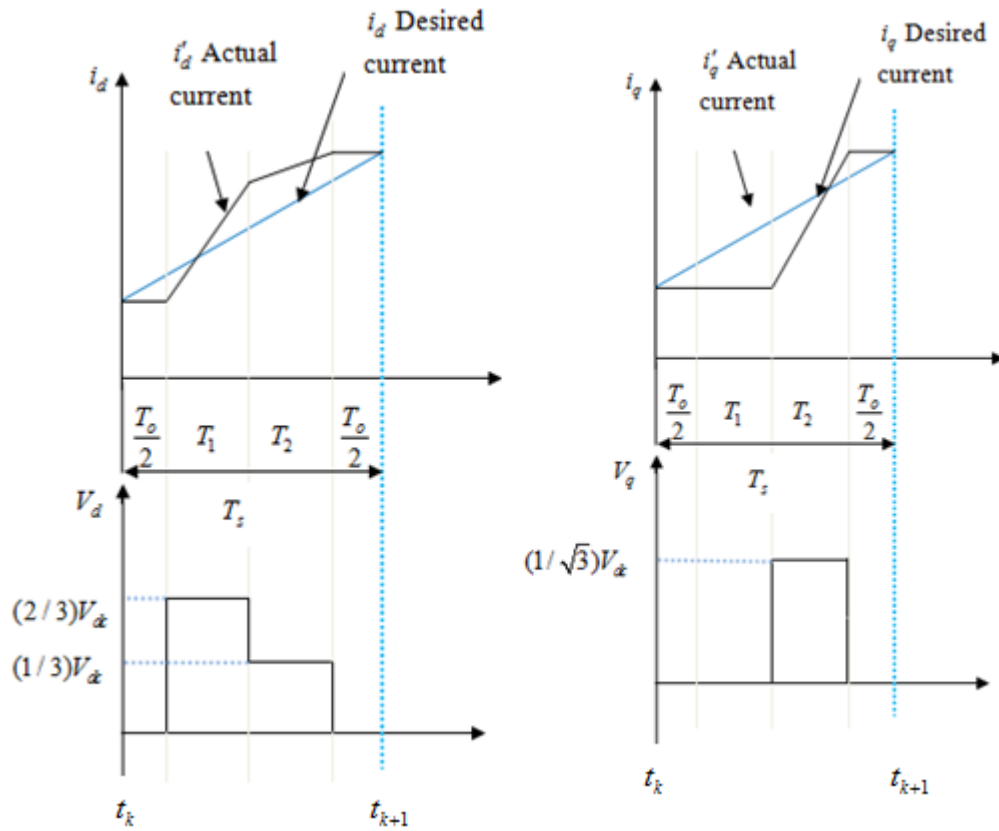 i_d
i'_d Actual
current
i_d Desired
current
T_o/2 T_1 T_2 T_o/2
T_s
V_d
(2/3)V_dc
(1/3)V_dc
t_k t_{k+1}
i_q
i'_q Actual
current
i_q Desired
current
T_o/2 T_1 T_2 T_o/2
T_s
V_q
(1/√3)V_dc
t_k t_{k+1}